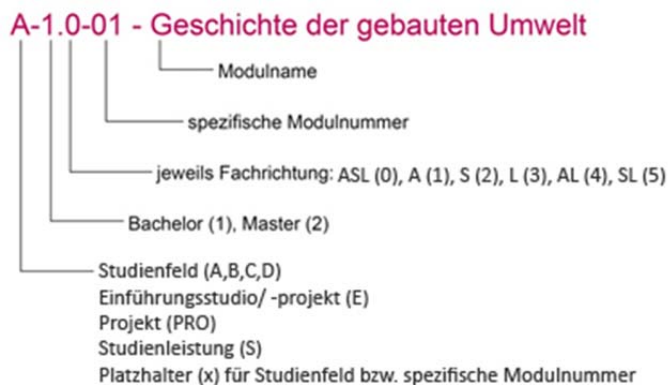 A-1.0-01 - Geschichte der gebauten Umwelt
Modulname
spezifische Modulnummer
jeweils Fachrichtung: ASL (0), A (1), S (2), L (3), AL (4), SL (5)
Bachelor (1), Master (2)
Studienfeld (A,B,C,D)
Einführungsstudio/ -projekt (E)
Projekt (PRO)
Studienleistung (S)
Platzhalter (x) für Studienfeld bzw. spezifische Modulnummer